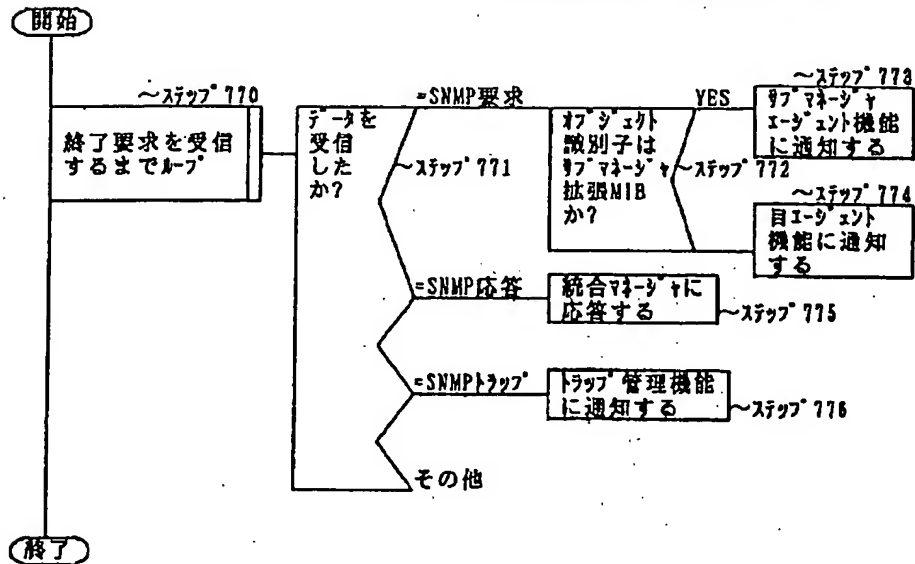 開始
～ステップ770
終了要求を受信
するまでループ
データを
受信
したか?
～ステップ771
=SNMP要求
オブジェクト
識別子は
サブマネージャ
拡張MIB
か?
～ステップ
772
YES
～ステップ773
サブマネージャ
エージェント機能
に通知する
～ステップ774
目エージェント
機能に通知
する
=SNMP応答
統合マネージャに
応答する
～ステップ775
=SNMPトラップ
トラップ管理機能
に通知する
～ステップ776
その他
終了